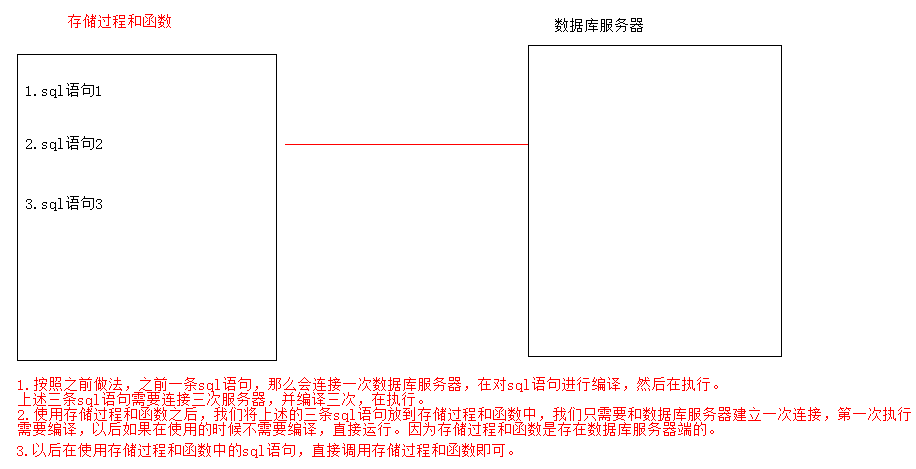 存储过程和函数
数据库服务器
1.sql语句1
2.sql语句2
3.sql语句3
1.按照之前做法，之前一条sql语句，那么会连接一次数据库服务器，在对sql语句进行编译，然后在执行。
上述三条sql语句需要连接三次服务器，并编译三次，在执行。
2.使用存储过程和函数之后，我们将上述的三条sql语句放到存储过程和函数中，我们只需要和数据库服务器建立一次连接，第一次执行
需要编译，以后如果在使用的时候不需要编译，直接运行。因为存储过程和函数是存在数据库服务器端的。
3.以后在使用存储过程和函数中的sql语句，直接调用存储过程和函数即可。